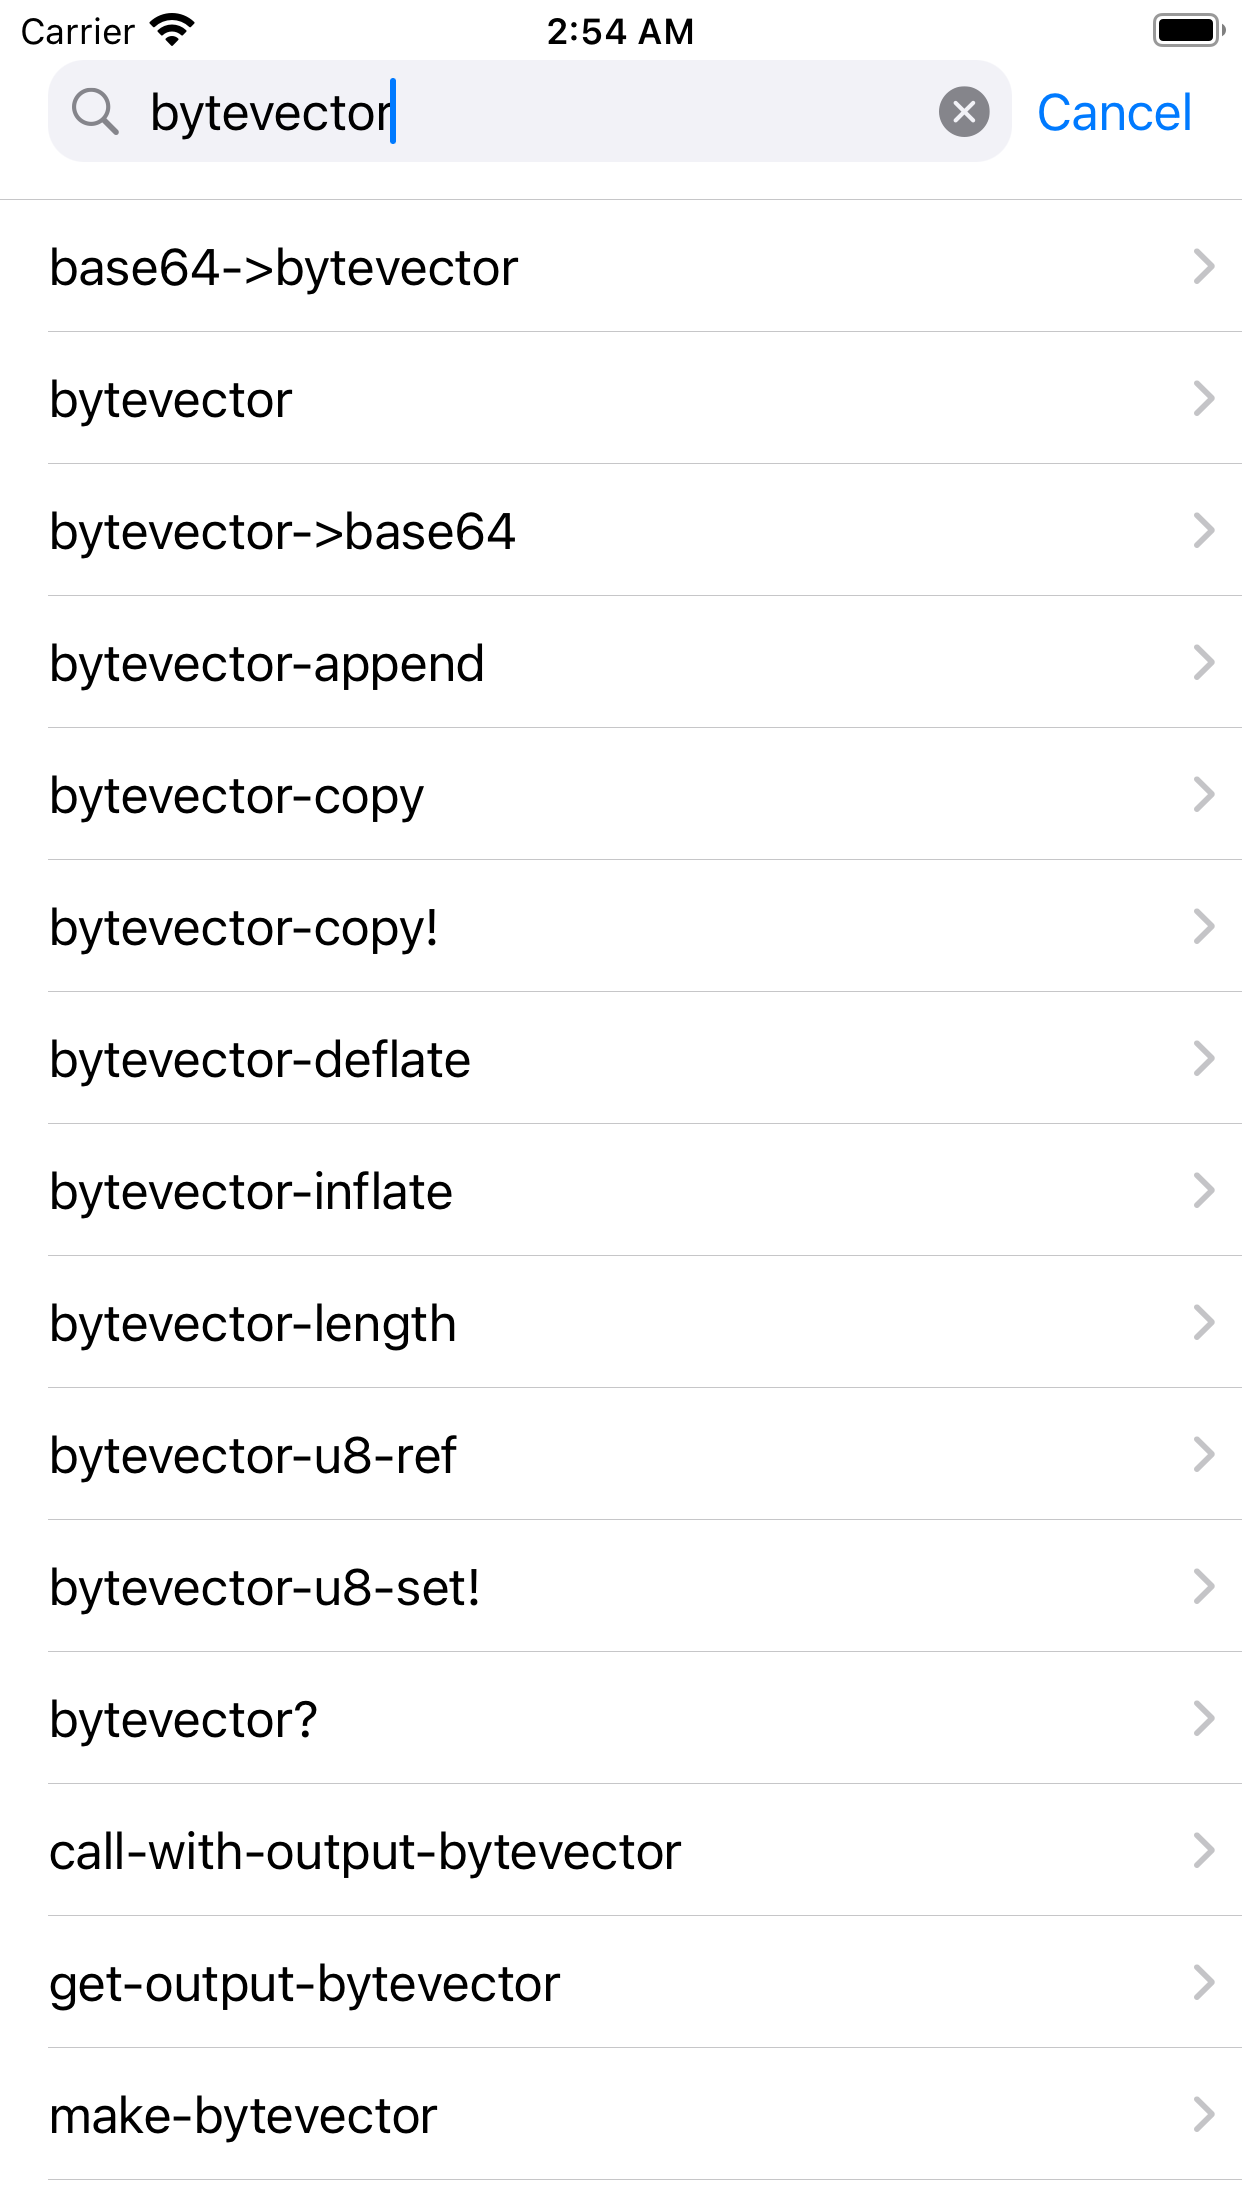 Carrier 2:54 AM
bytevector Cancel
base64->bytevector
bytevector
bytevector->base64
bytevector-append
bytevector-copy
bytevector-copy!
bytevector-deflate
bytevector-inflate
bytevector-length
bytevector-u8-ref
bytevector-u8-set!
bytevector?
call-with-output-bytevector
get-output-bytevector
make-bytevector